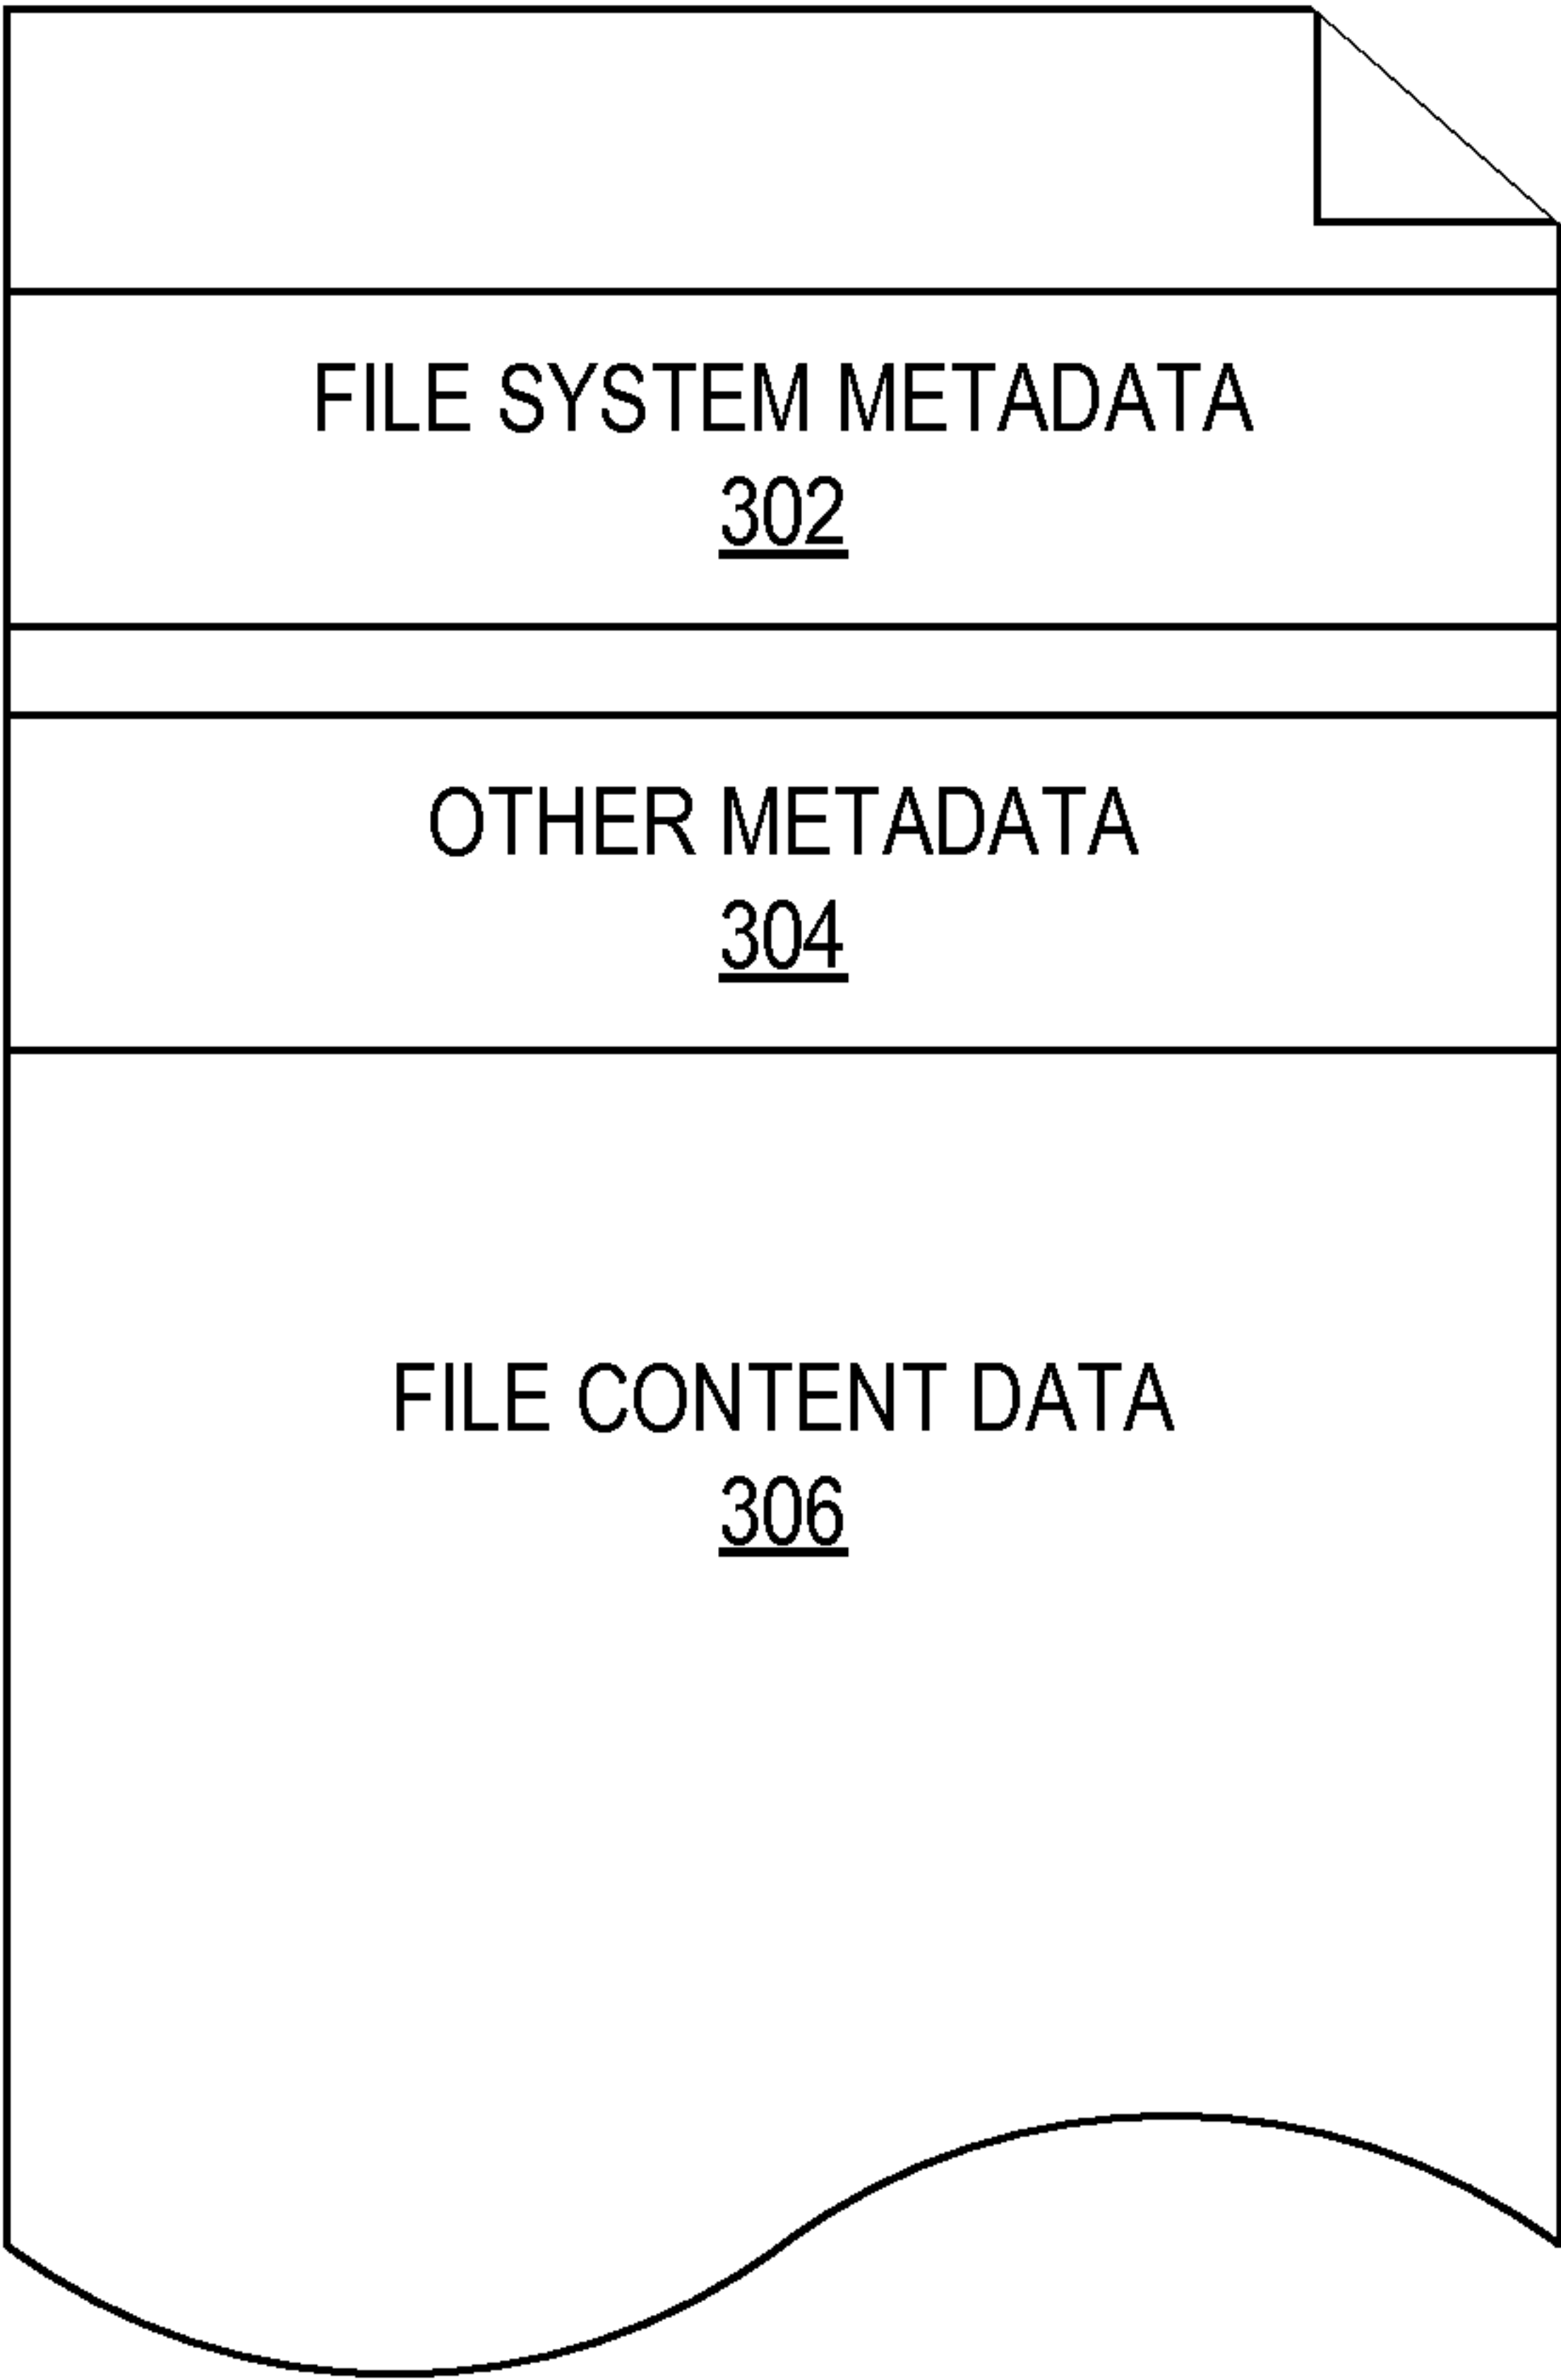 FILE SYSTEM METADATA
302
OTHER METADATA
304
FILE CONTENT DATA
306